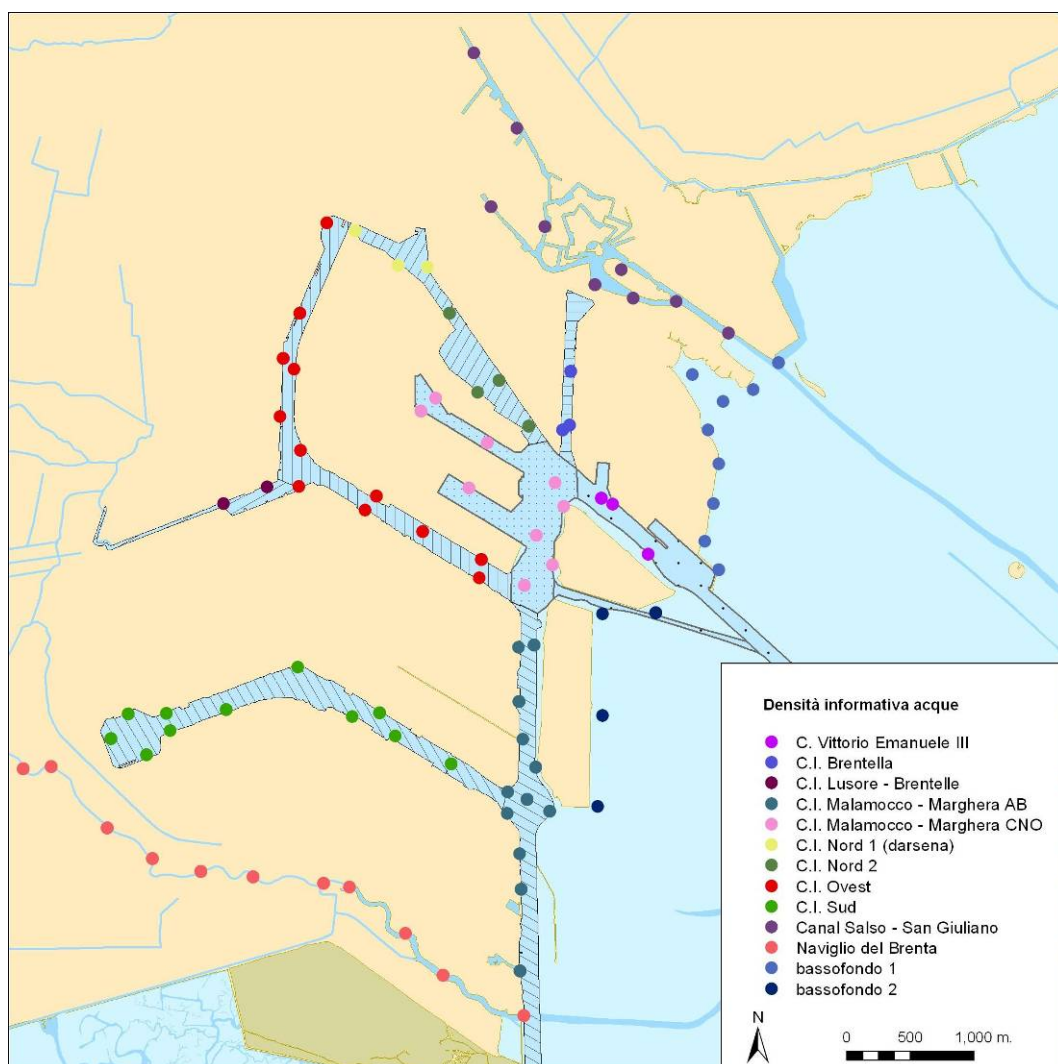 Densità informativa acque
C. Vittorio Emanuele III
C.I. Brentella
C.I. Lusore - Brentelle
C.I. Malamocco - Marghera AB
C.I. Malamocco - Marghera CNO
C.I. Nord 1 (darsena)
C.I. Nord 2
C.I. Ovest
C.I. Sud
Canal Salso - San Giuliano
Naviglio del Brenta
bassofondo 1
bassofondo 2
N
0 500 1,000 m.